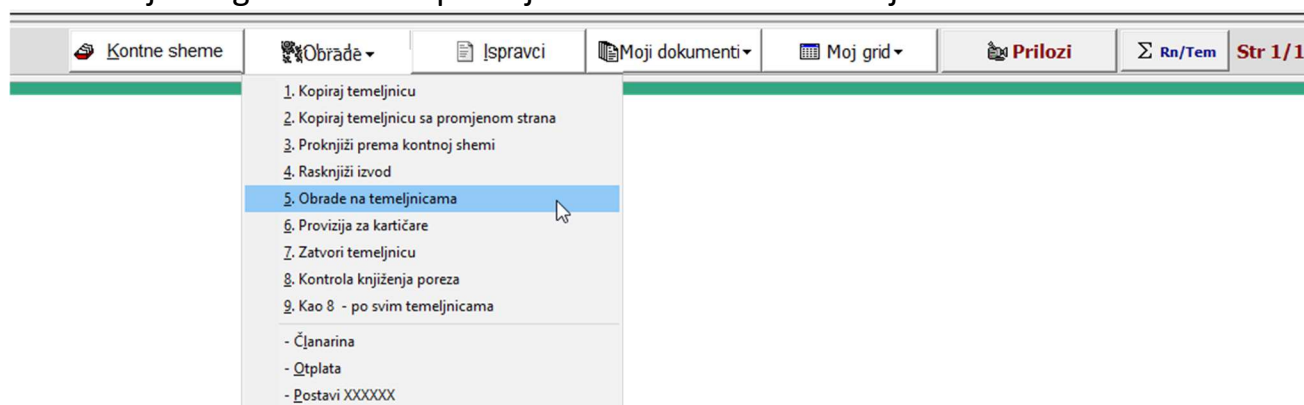 Kontne sheme Obrade Ispravci Moji dokumenti Moj grid Prilozi Σ Rn/Tem Str 1/1
1. Kopiraj temeljnicu
2. Kopiraj temeljnicu sa promjenom strana
3. Proknjiži prema kontnoj shemi
4. Rasknjiži izvod
5. Obrade na temeljnicama
6. Provizija za kartičare
7. Zatvori temeljnicu
8. Kontrola knjiženja poreza
9. Kao 8 - po svim temeljnicama
- Članarina
- Otplata
- Postavi XXXXXX